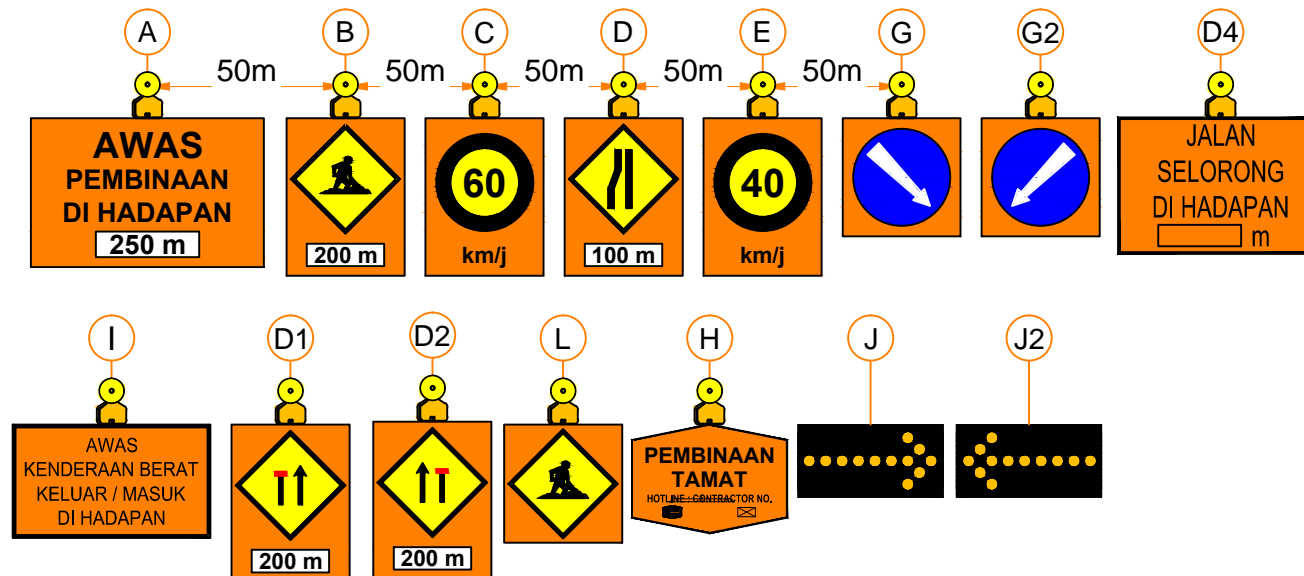 A B C D E G G2 D4
50m 50m 50m 50m 50m
AWAS
PEMBINAAN
DI HADAPAN
250 m
200 m
60
km/j
100 m
40
km/j
JALAN
SELORONG
DI HADAPAN
m
I D1 D2 L H J J2
AWAS
KENDERAAN BERAT
KELUAR / MASUK
DI HADAPAN
200 m
200 m
PEMBINAAN
TAMAT
HOTLINE : CONTRACTOR NO.